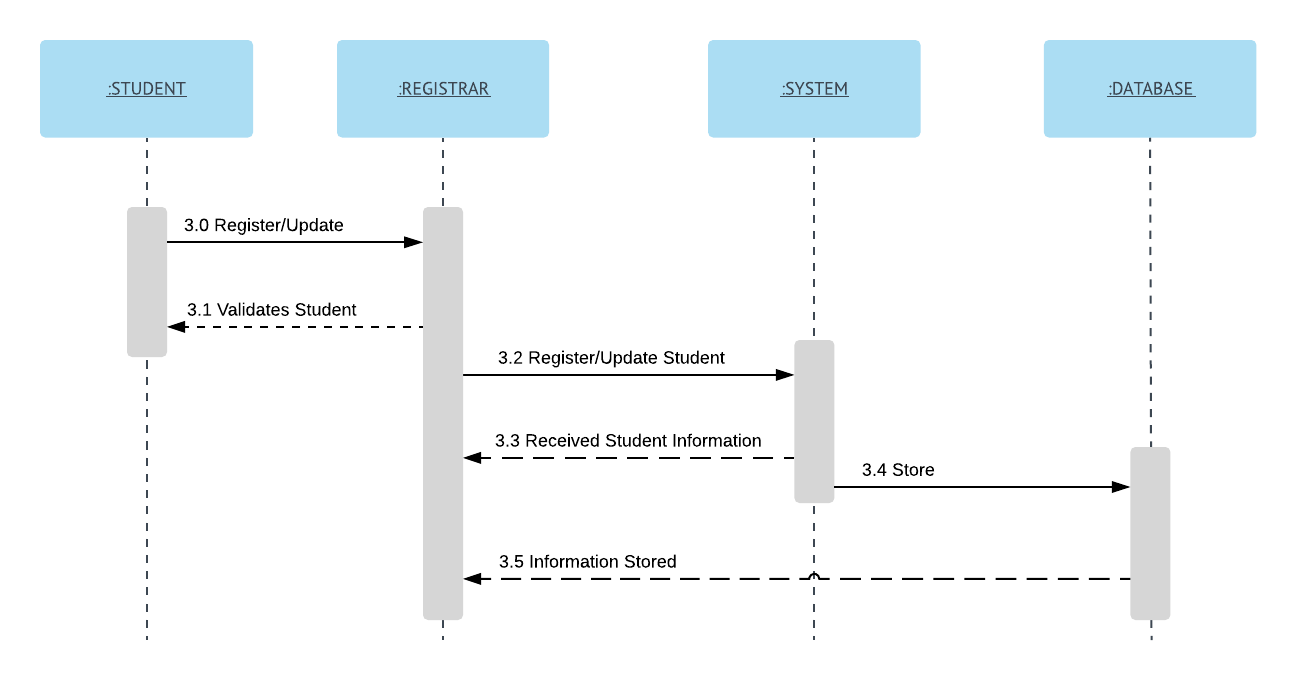 :STUDENT
:REGISTRAR
:SYSTEM
:DATABASE
3.0 Register/Update
3.1 Validates Student
3.2 Register/Update Student
3.3 Received Student Information
3.4 Store
3.5 Information Stored